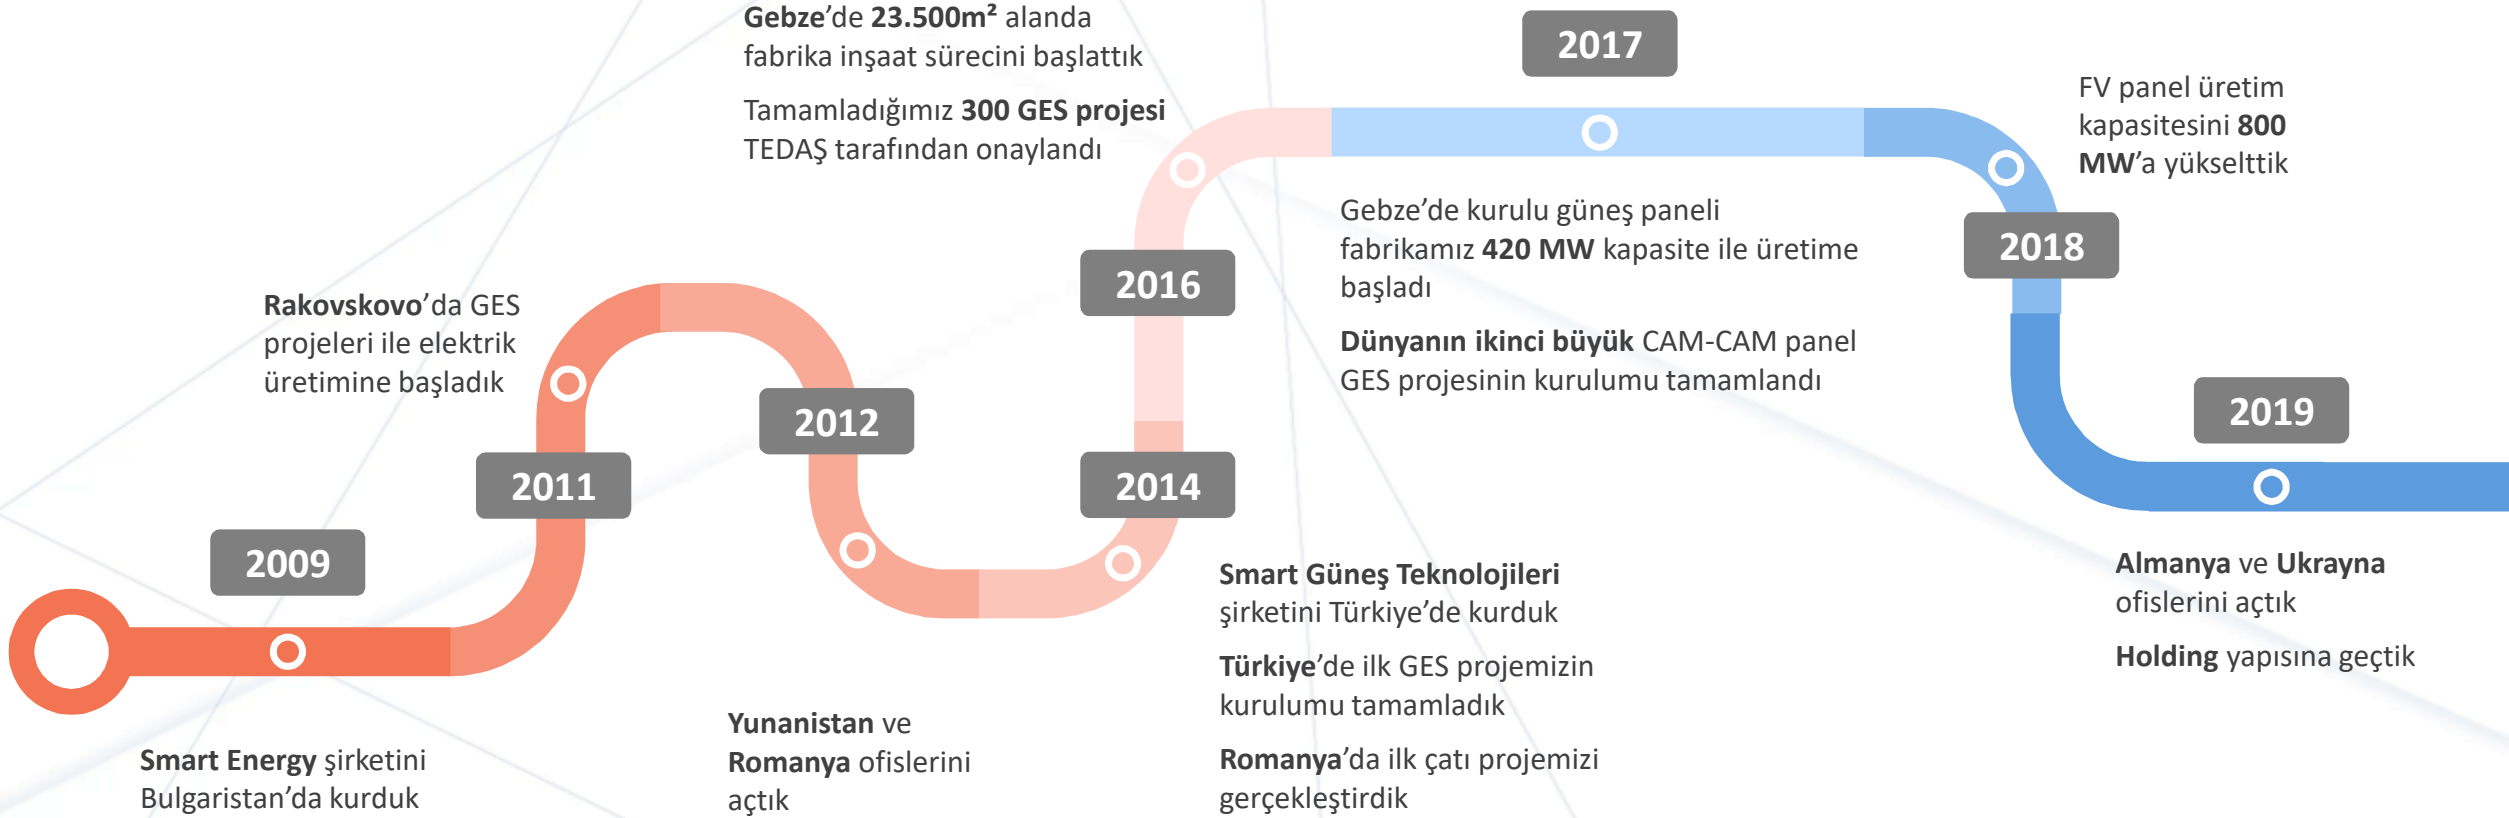 2009
Smart Energy şirketini
Bulgaristan’da kurduk
2011
Rakovskovo’da GES
projeleri ile elektrik
üretimine başladık
2012
Yunanistan ve
Romanya ofislerini
açtık
2014
Smart Güneş Teknolojileri
şirketini Türkiye’de kurduk
Türkiye’de ilk GES projemizin
kurulumu tamamladık
Romanya’da ilk çatı projemizi
gerçekleştirdik
2016
Gebze’de 23.500m² alanda
fabrika inşaat sürecini başlattık
Tamamladığımız 300 GES projesi
TEDAŞ tarafından onaylandı
2017
Gebze’de kurulu güneş paneli
fabrikamız 420 MW kapasite ile üretime
başladı
Dünyanın ikinci büyük CAM-CAM panel
GES projesinin kurulumu tamamlandı
2018
FV panel üretim
kapasitesini 800
MW’a yükselttik
2019
Almanya ve Ukrayna
ofislerini açtık
Holding yapısına geçtik